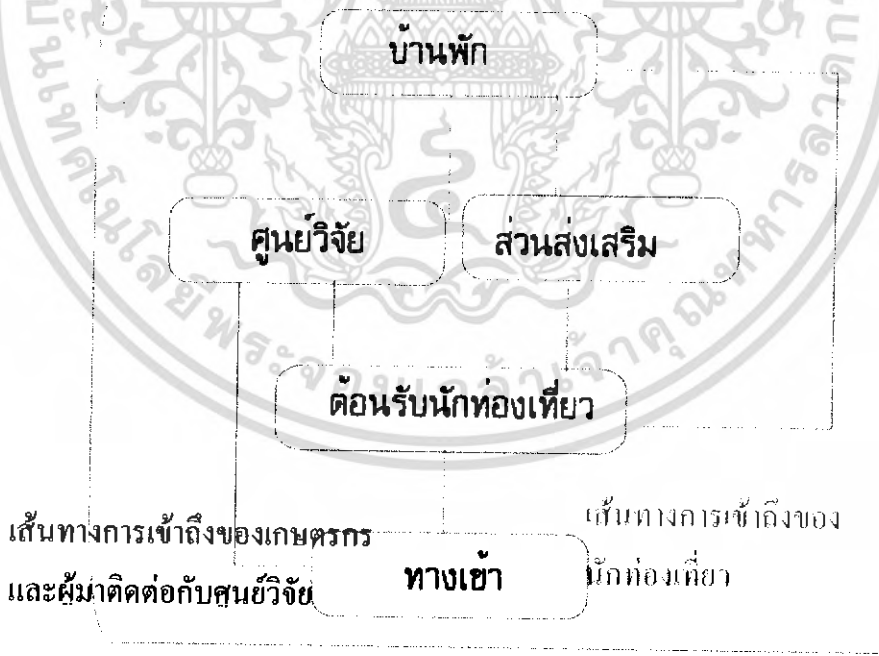 บ้านพัก
ศูนย์วิจัย
ส่วนส่งเสริม
ต้อนรับนักท่องเที่ยว
เส้นทางการเข้าถึงของเกษตรกร
และผู้มาติดต่อกับศูนย์วิจัย
ทางเข้า
เส้นทางการเข้าถึงของ
นักท่องเที่ยว